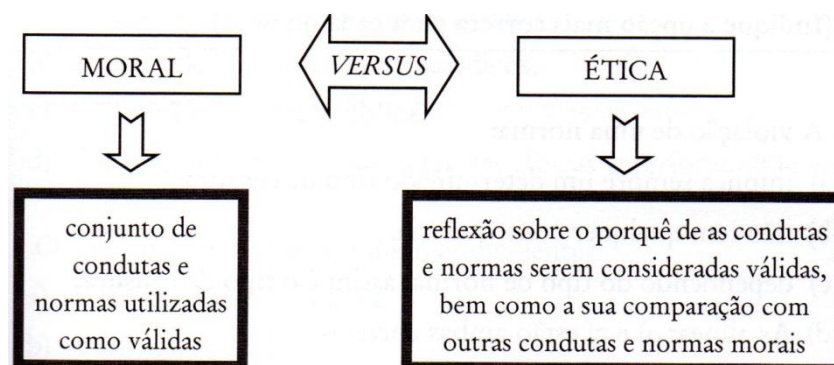 MORAL
VERSUS
ÉTICA
conjunto de
condutas e
normas utilizadas
como válidas
reflexão sobre o porquê de as condutas
e normas serem consideradas válidas,
bem como a sua comparação com
outras condutas e normas morais